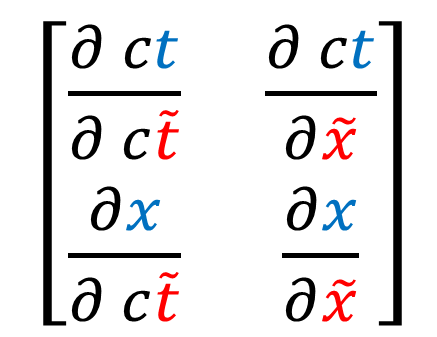 ∂ ct ∂ ct
∂ ct̃ ∂x̃
∂x ∂x
∂ ct̃ ∂x̃